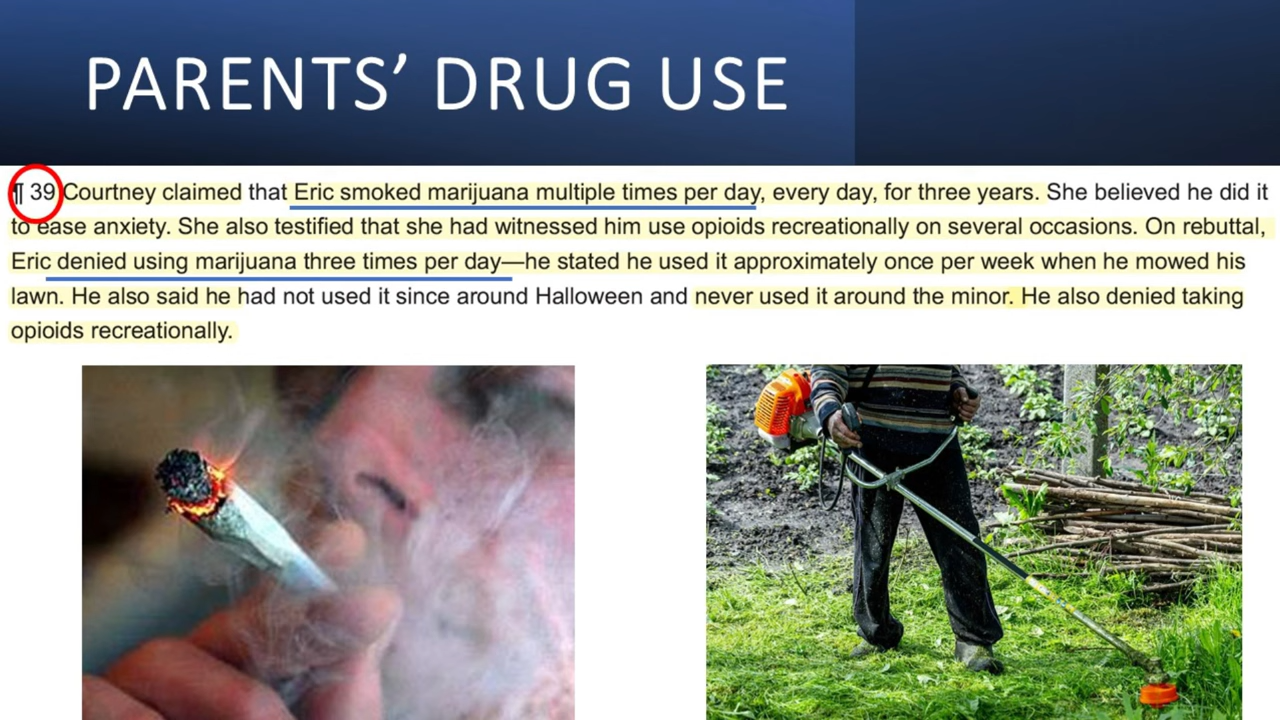 PARENTS’ DRUG USE
¶ 39 Courtney claimed that Eric smoked marijuana multiple times per day, every day, for three years. She believed he did it
to ease anxiety. She also testified that she had witnessed him use opioids recreationally on several occasions. On rebuttal,
Eric denied using marijuana three times per day—he stated he used it approximately once per week when he mowed his
lawn. He also said he had not used it since around Halloween and never used it around the minor. He also denied taking
opioids recreationally.